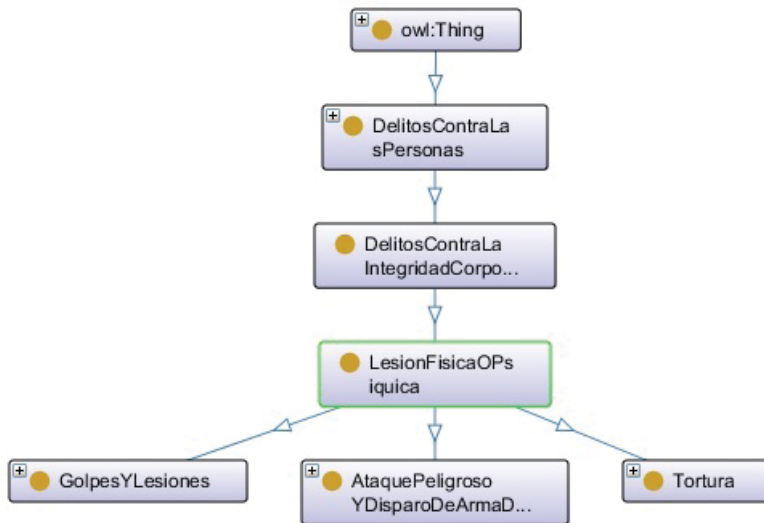 owl:Thing
DelitosContraLa
sPersonas
DelitosContraLa
IntegridadCorpo...
LesionFisicaOPs
iquica
GolpesYLesiones
AtaquePeligroso
YDisparoDeArmaD...
Tortura